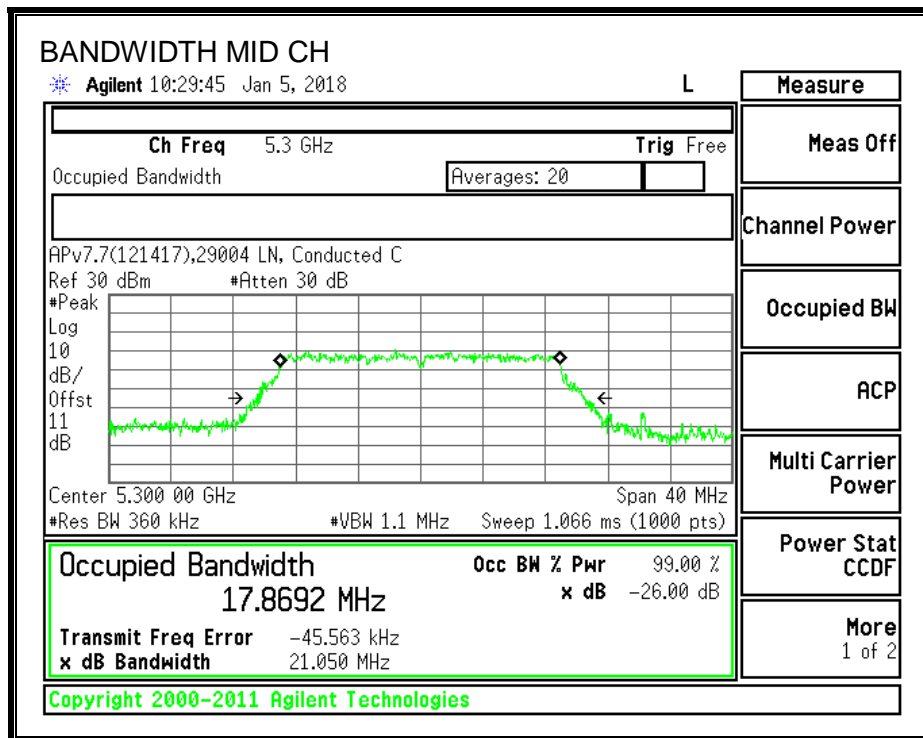 BANDWIDTH MID CH
Agilent 10:29:45 Jan 5, 2018 L
Measure
Ch Freq 5.3 GHz Trig Free
Meas Off
Occupied Bandwidth Averages: 20
Channel Power
APv7.7(121417),29004 LN, Conducted C
Ref 30 dBm #Atten 30 dB
#Peak
Log
10
dB/
Offst
11
dB
Occupied BW
ACP
Multi Carrier
Power
Center 5.300 00 GHz Span 40 MHz
#Res BW 360 kHz #VBW 1.1 MHz Sweep 1.066 ms (1000 pts)
Power Stat
CCDF
Occupied Bandwidth Occ BW % Pwr 99.00 %
17.8692 MHz x dB -26.00 dB
Transmit Freq Error -45.563 kHz
x dB Bandwidth 21.050 MHz
More
1 of 2
Copyright 2000-2011 Agilent Technologies